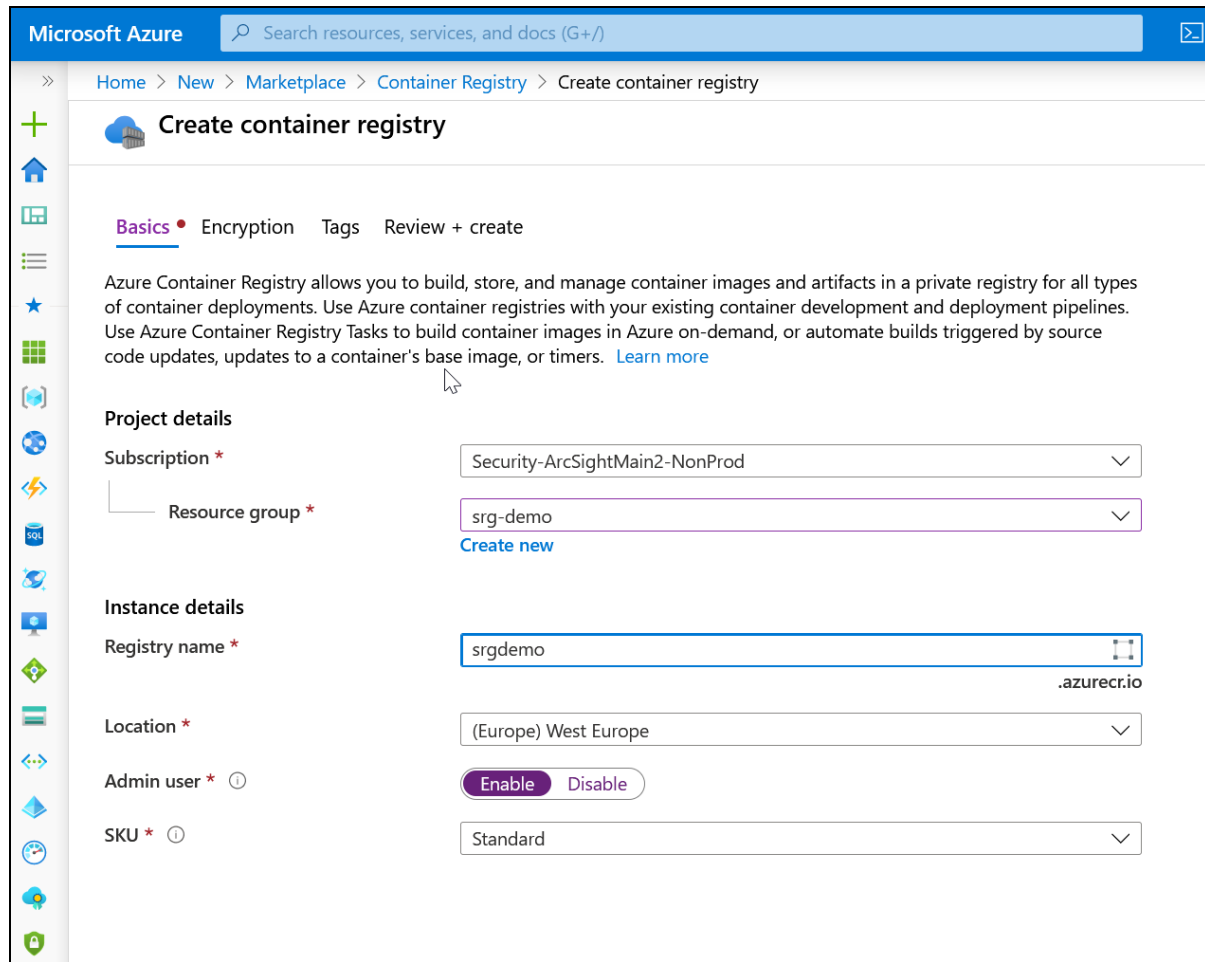 Microsoft Azure
Search resources, services, and docs (G+/)
Home > New > Marketplace > Container Registry > Create container registry
Create container registry
Basics Encryption Tags Review + create
Azure Container Registry allows you to build, store, and manage container images and artifacts in a private registry for all types
of container deployments. Use Azure container registries with your existing container development and deployment pipelines.
Use Azure Container Registry Tasks to build container images in Azure on-demand, or automate builds triggered by source
code updates, updates to a container's base image, or timers. Learn more
Project details
Subscription * Security-ArcSightMain2-NonProd
Resource group * srg-demo
Create new
Instance details
Registry name * srgdemo
.azurecr.io
Location * (Europe) West Europe
Admin user * Enable Disable
SKU * Standard
SQL